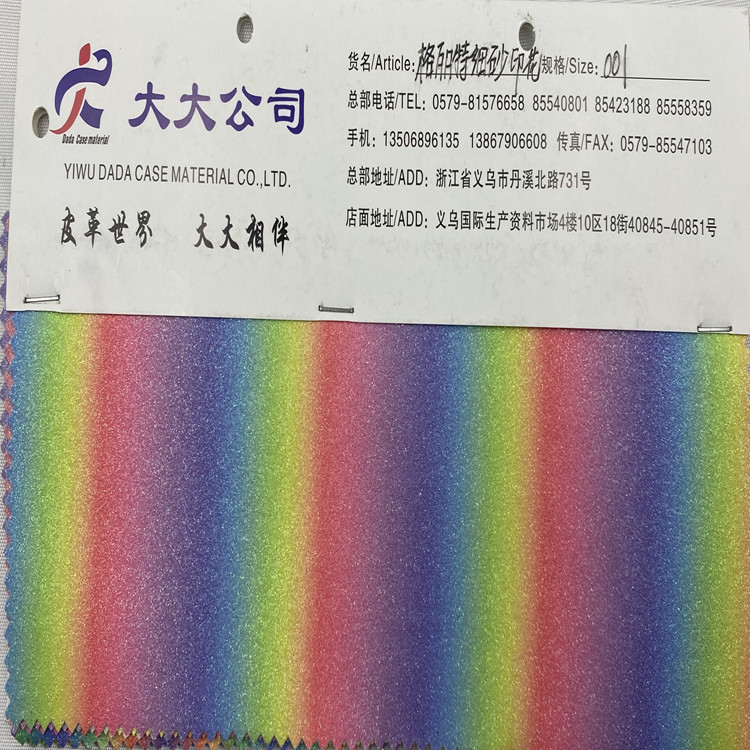 Dada Case material
大大公司
YIWU DADA CASE MATERIAL CO.,LTD.
皮革世界 大大相伴
货名/Article: 格丽特细砂印花 规格/Size: 001
总部电话/TEL: 0579-81576658 85540801 85423188 85558359
手机: 13506896135 13867906608 传真/FAX: 0579-85547103
总部地址/ADD: 浙江省义乌市丹溪北路731号
店面地址/ADD: 义乌国际生产资料市场4楼10区18街40845-40851号